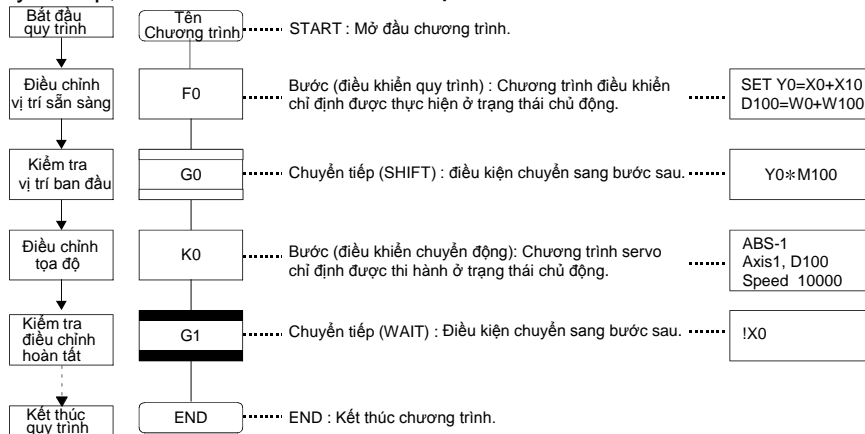 Bắt đầu
quy trình
Tên
Chương trình
START : Mở đầu chương trình.
Điều chỉnh
vị trí sẵn sàng
F0
Bước (điều khiển quy trình) : Chương trình điều khiển
chỉ định được thực hiện ở trạng thái chủ động.
SET Y0=X0+X10
D100=W0+W100
Kiểm tra
vị trí ban đầu
G0
Chuyển tiếp (SHIFT) : điều kiện chuyển sang bước sau.
Y0*M100
Điều chỉnh
tọa độ
K0
Bước (điều khiển chuyển động): Chương trình servo
chỉ định được thi hành ở trạng thái chủ động.
ABS-1
Axis1, D100
Speed 10000
Kiểm tra
điều chỉnh
hoàn tất
G1
Chuyển tiếp (WAIT) : Điều kiện chuyển sang bước sau.
!X0
Kết thúc
quy trình
END
END : Kết thúc chương trình.